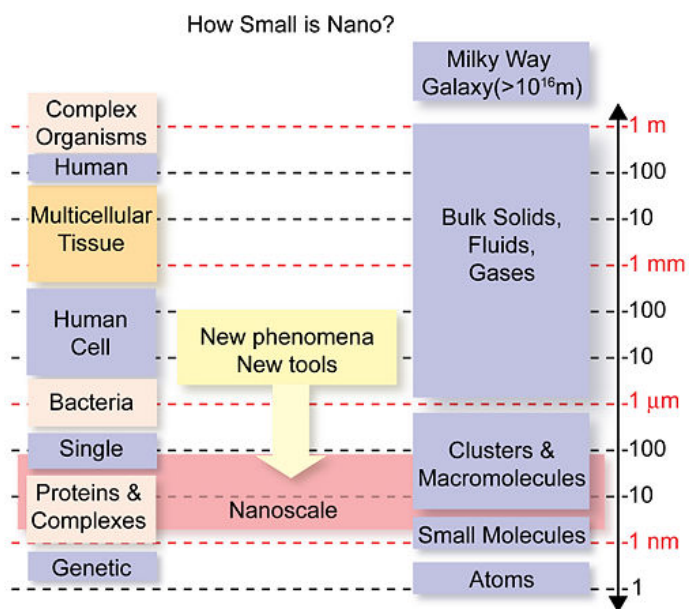 How Small is Nano?
Milky Way
Galaxy(>10¹⁶m)
Complex
Organisms
Human
Multicellular
Tissue
Human
Cell
Bacteria
Single
Proteins &
Complexes
Genetic
New phenomena
New tools
Nanoscale
Bulk Solids,
Fluids,
Gases
Clusters &
Macromolecules
Small Molecules
Atoms
1 m
100
10
1 mm
100
10
1 μm
100
10
1 nm
1